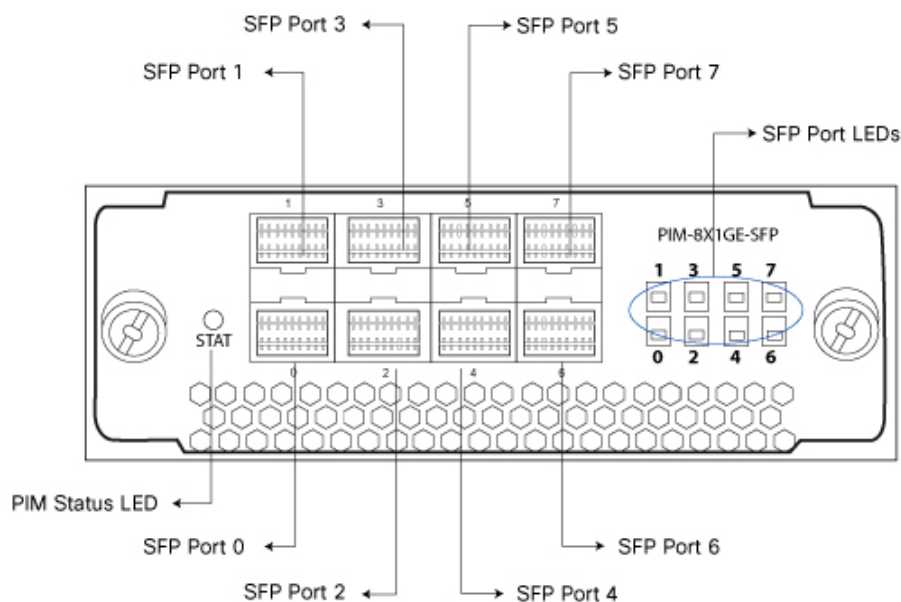 SFP Port 3
SFP Port 5
SFP Port 1
SFP Port 7
SFP Port LEDs
1 3 5 7
PIM-8X1GE-SFP
1 3 5 7
STAT
0 2 4 6
0 2 4 6
PIM Status LED
SFP Port 0
SFP Port 6
SFP Port 2
SFP Port 4